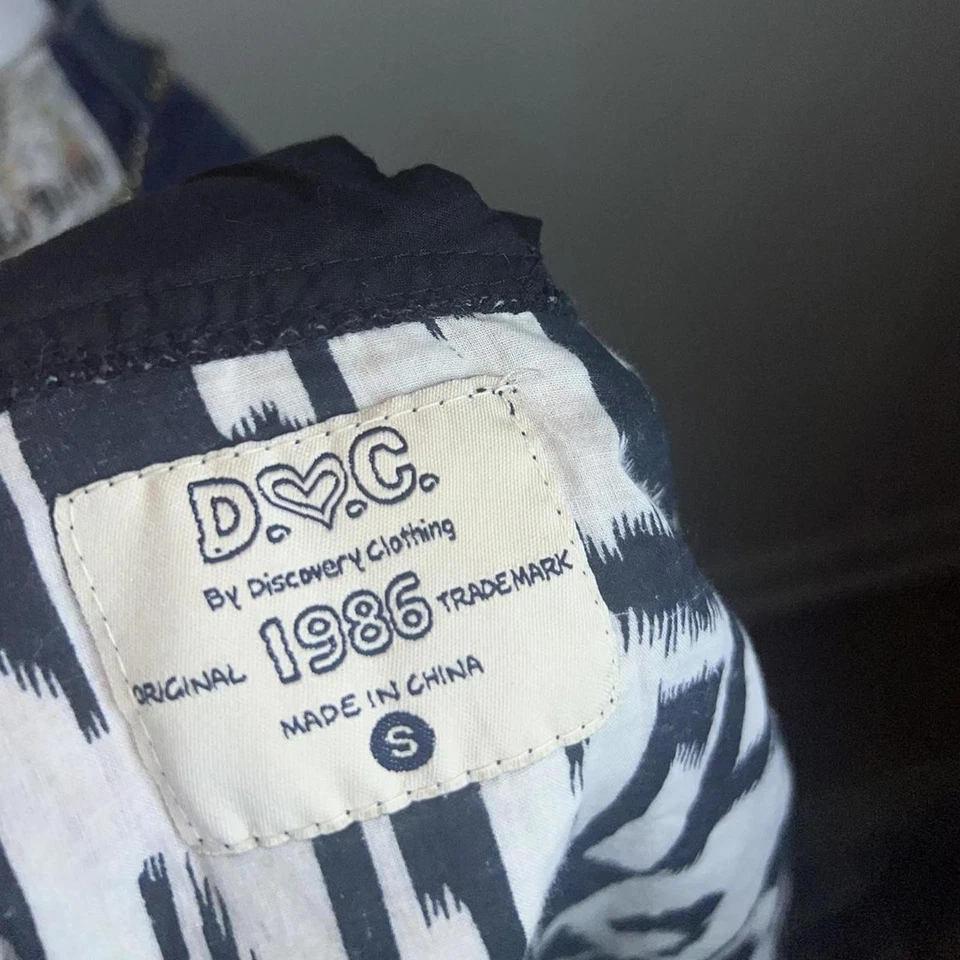 D.♡.C.
By Discovery Clothing
ORIGINAL 1986 TRADEMARK
MADE IN CHINA
S